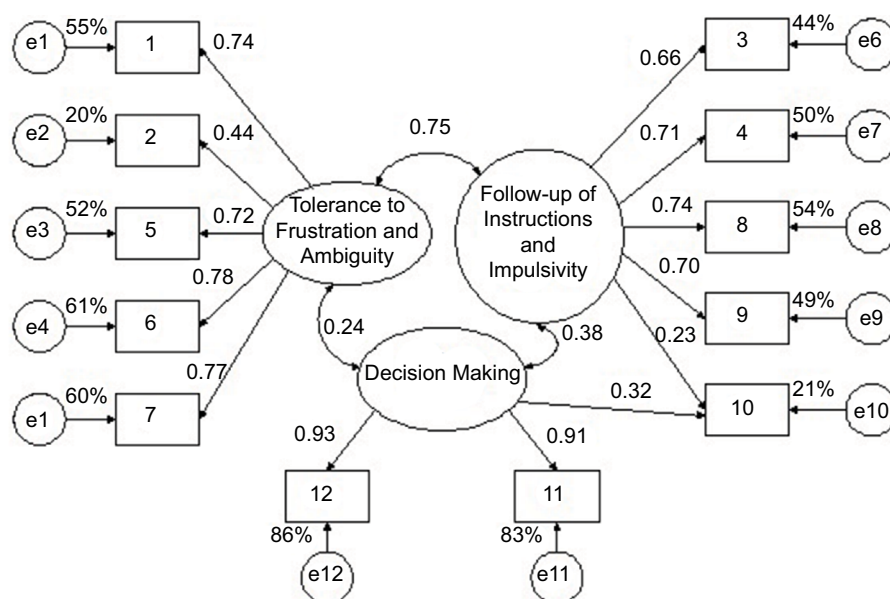 e1
55%
1
0.74
e2
20%
2
0.44
e3
52%
5
0.72
e4
61%
6
0.78
e1
60%
7
0.77
Tolerance to
Frustration and
Ambiguity
0.75
Follow-up of
Instructions
and
Impulsivity
0.24
0.38
Decision Making
0.66
3
44%
e6
0.71
4
50%
e7
0.74
8
54%
e8
0.70
9
49%
e9
0.23
0.32
10
21%
e10
0.93
0.91
12
11
86%
83%
e12
e11